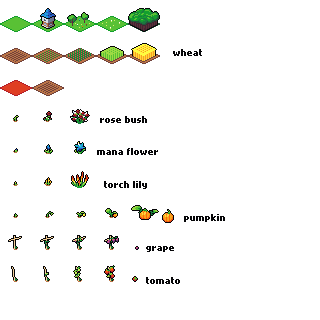 wheat
rose bush
mana flower
torch lily
pumpkin
grape
tomato